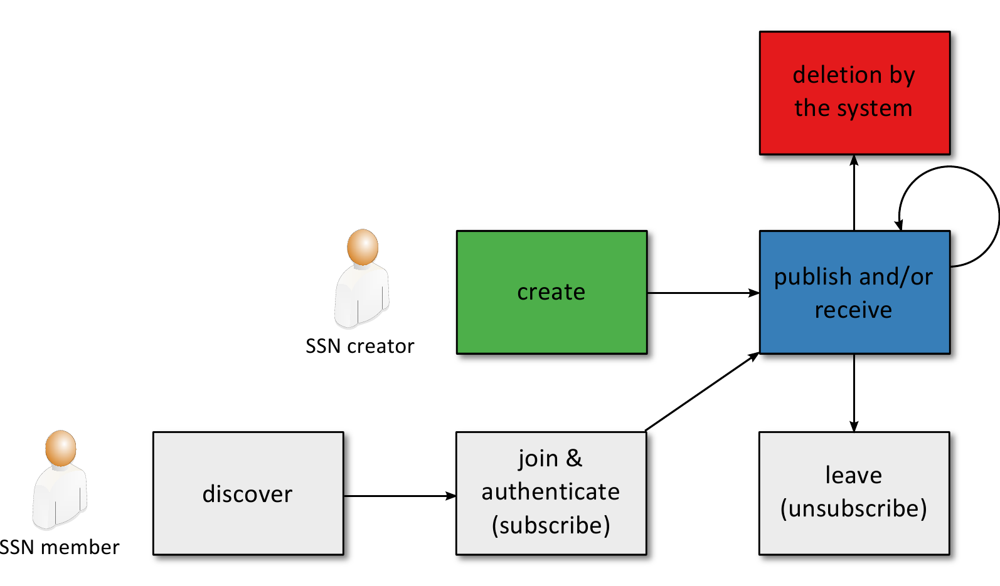 deletion by
the system
create
publish and/or
receive
SSN creator
discover
join &
authenticate
(subscribe)
leave
(unsubscribe)
SSN member